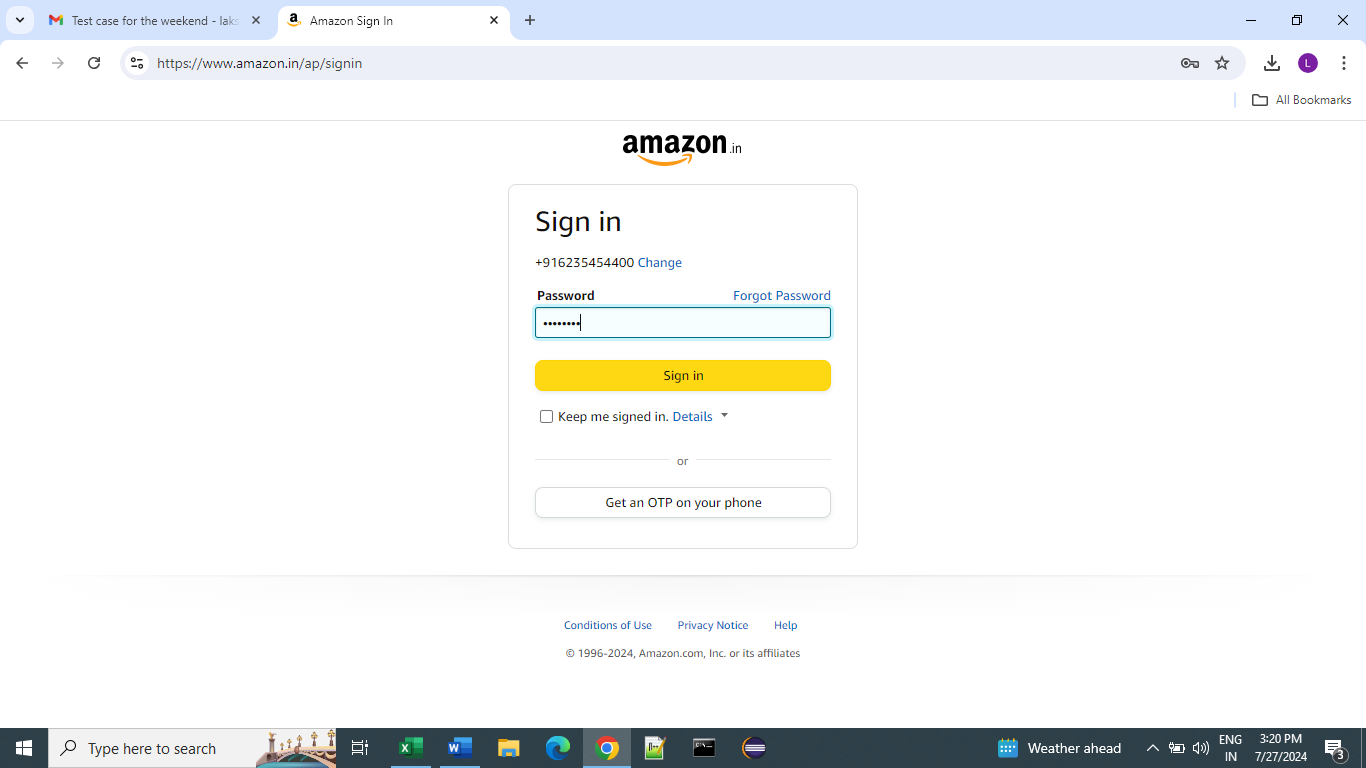 Test case for the weekend - laks
Amazon Sign In
https://www.amazon.in/ap/signin
L
All Bookmarks
amazon.in
Sign in
+916235454400 Change
Password Forgot Password
••••••••
Sign in
Keep me signed in. Details
or
Get an OTP on your phone
Conditions of Use Privacy Notice Help
© 1996-2024, Amazon.com, Inc. or its affiliates
Type here to search
Weather ahead
ENG
IN
3:20 PM
7/27/2024
3